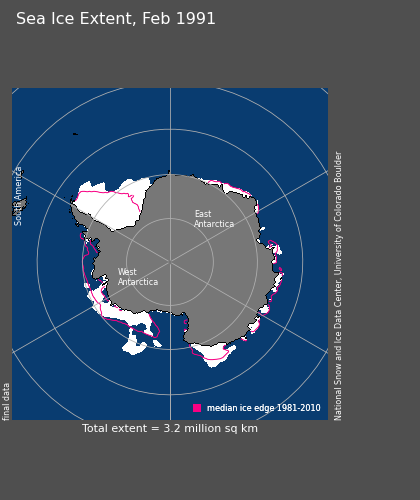 Sea Ice Extent, Feb 1991
South America
East
Antarctica
West
Antarctica
National Snow and Ice Data Center, University of Colorado Boulder
final data
median ice edge 1981-2010
Total extent = 3.2 million sq km